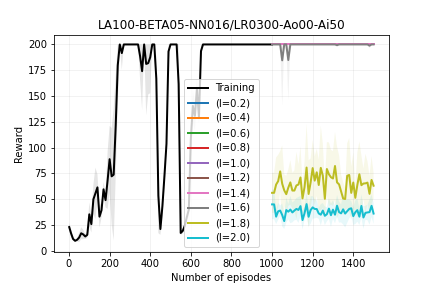 LA100-BETA05-NN016/LR0300-Ao00-Ai50
200
175
150
125
100
75
50
25
0
Reward
Training
(l=0.2)
(l=0.4)
(l=0.6)
(l=0.8)
(l=1.0)
(l=1.2)
(l=1.4)
(l=1.6)
(l=1.8)
(l=2.0)
0 200 400 600 800 1000 1200 1400
Number of episodes